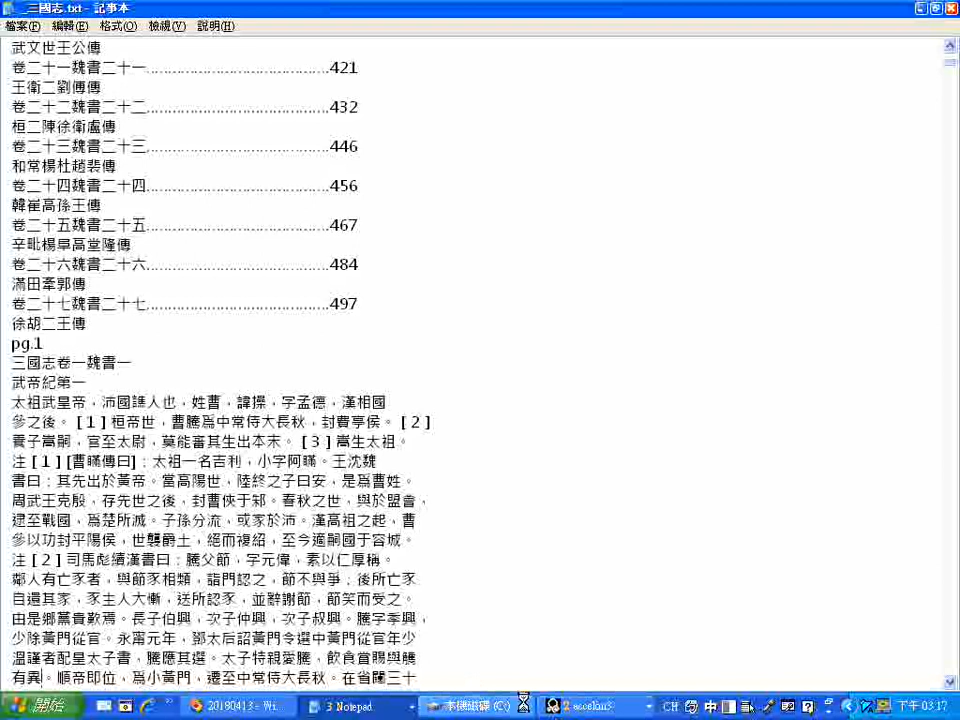 三國志.txt - 記事本
檔案(F) 編輯(E) 格式(O) 檢視(V) 說明(H)
武文世王公傳
卷二十一魏書二十一..........................................421
王衛二劉傅傳
卷二十二魏書二十二..........................................432
桓二陳徐衛盧傳
卷二十三魏書二十三..........................................446
和常楊杜趙裴傳
卷二十四魏書二十四..........................................456
韓崔高孫王傳
卷二十五魏書二十五..........................................467
辛毗楊阜高堂隆傳
卷二十六魏書二十六..........................................484
滿田牽郭傳
卷二十七魏書二十七..........................................497
徐胡二王傳
pg.1
三國志卷一魏書一
武帝紀第一
太祖武皇帝，沛國譙人也，姓曹，諱操，字孟德，漢相國
參之後。[1]桓帝世，曹騰爲中常侍大長秋，封費亭侯。[2]
養子嵩嗣，官至太尉，莫能審其生出本末。[3]嵩生太祖。
注[1][曹瞞傳曰]：太祖一名吉利，小字阿瞞。王沈魏
書曰：其先出於黃帝。當高陽世，陸終之子曰安，是爲曹姓。
周武王克殷，存先世之後，封曹俠于邾。春秋之世，與於盟會，
逮至戰國，爲楚所滅。子孫分流，或家於沛。漢高祖之起，曹
參以功封平陽侯，世襲爵土，絕而複紹，至今適嗣國于容城。
注[2]司馬彪續漢書曰：騰父節，字元偉，素以仁厚稱。
鄰人有亡豕者，與節豕相類，詣門認之，節不與爭；後所亡豕
自還其家，豕主人大慚，送所認豕，並辭謝節，節笑而受之。
由是鄉黨貴歎焉。長子伯興，次子仲興，次子叔興。騰字季興，
少除黃門從官。永甯元年，鄧太后詔黃門令選中黃門從官年少
溫謹者配皇太子書，騰應其選。太子特親愛騰，飲食賞賜與觽
有異。順帝即位，爲小黃門，遷至中常侍大長秋。在省闥三十
開始 20180413 - Wi... 3 Notepad 本機磁碟 (C:) 2 accelon3 CH 中 下午 03:17